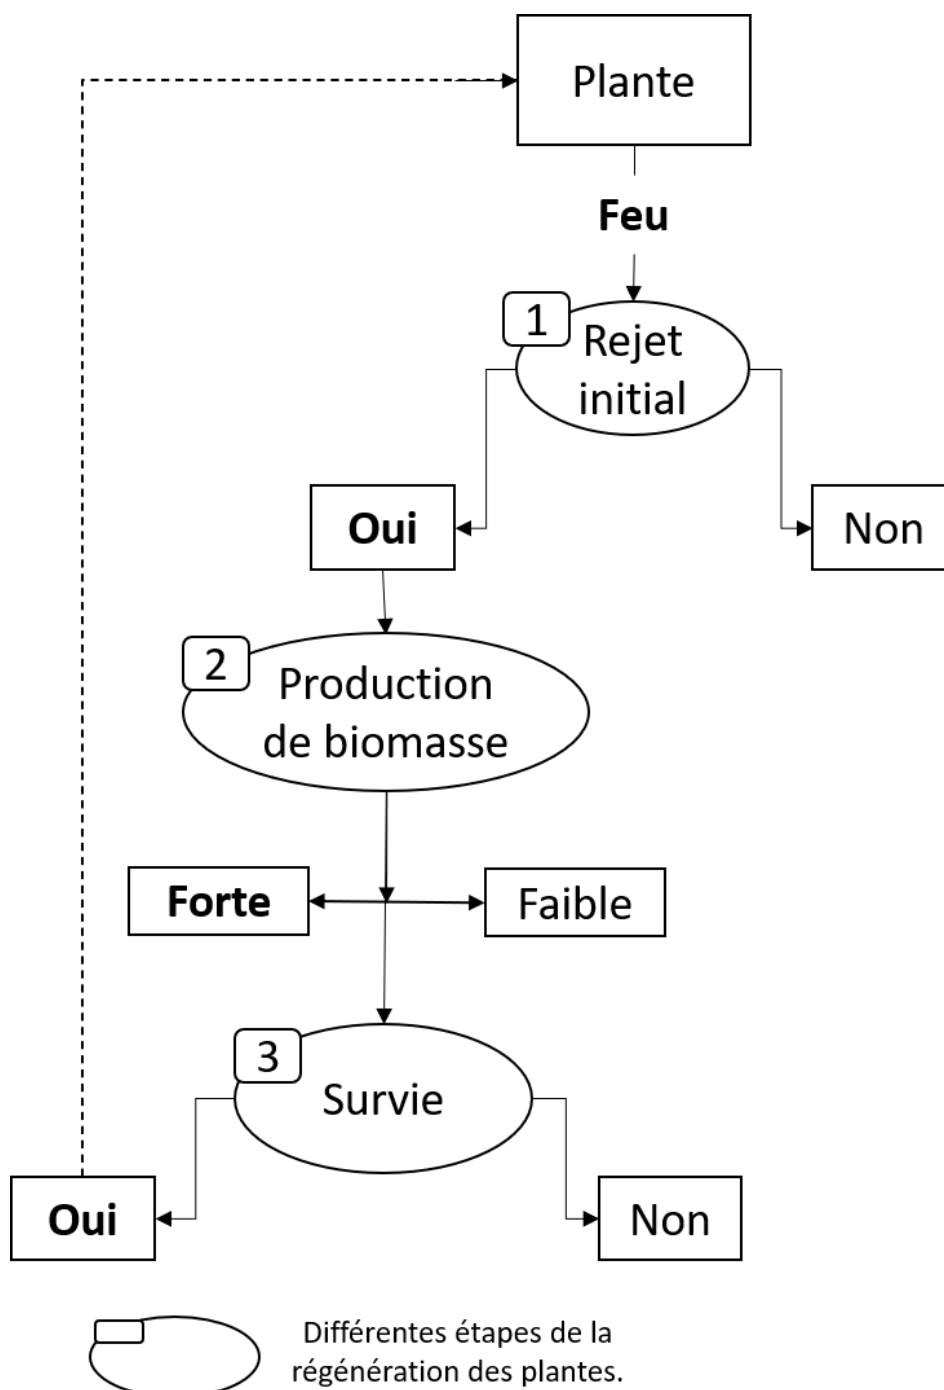 Plante
Feu
1
Rejet
initial
Oui
Non
2
Production
de biomasse
Forte
Faible
3
Survie
Oui
Non
Différentes étapes de la
régénération des plantes.